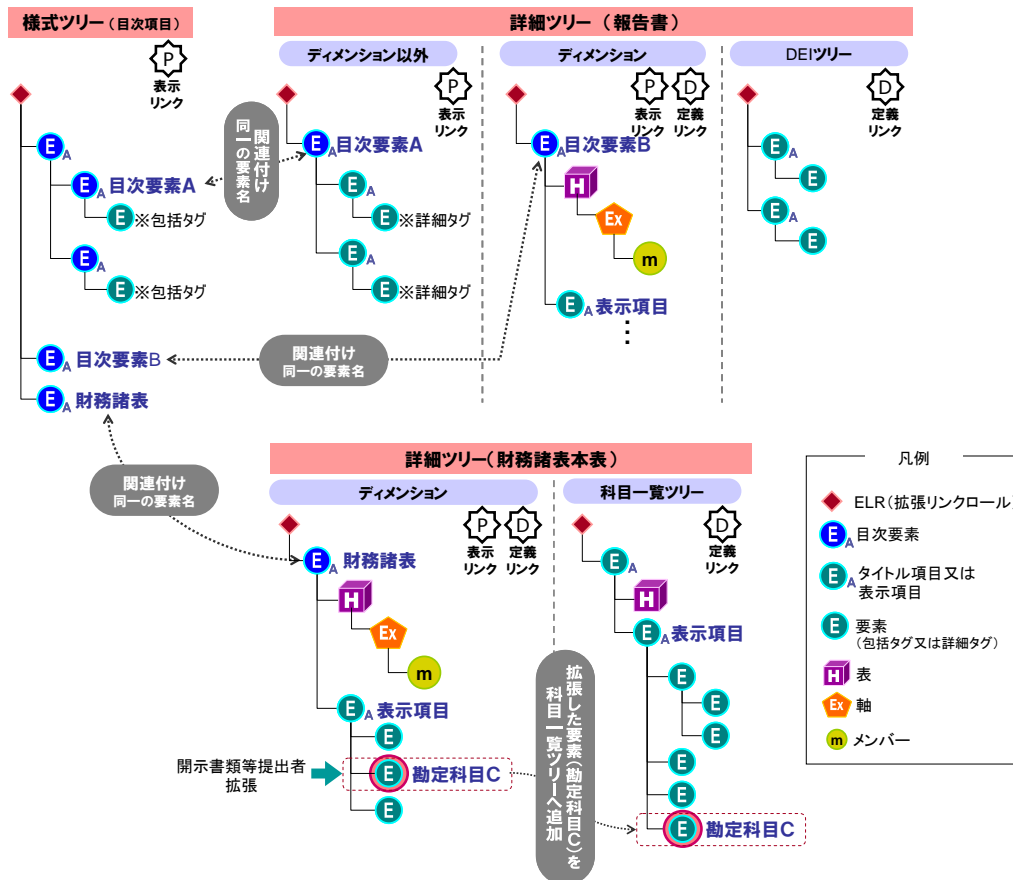 様式ツリー(目次項目)
P
表示
リンク
E
A
E
A
目次要素A
E
※包括タグ
E
A
E
※包括タグ
E
A
目次要素B
E
A
財務諸表
詳細ツリー (報告書)
ディメンション以外
P
表示
リンク
E
A
目次要素A
E
A
E
※詳細タグ
E
A
E
※詳細タグ
関連付け
同一の要素名
ディメンション
P
表示
リンク
D
定義
リンク
E
A
目次要素B
H
Ex
m
E
A
表示項目
⋮
DEIツリー
D
定義
リンク
E
A
E
E
A
E
関連付け
同一の要素名
関連付け
同一の要素名
詳細ツリー(財務諸表本表)
ディメンション
P
表示
リンク
D
定義
リンク
E
A
財務諸表
H
Ex
m
E
A
表示項目
E
開示書類等提出者
拡張
E
勘定科目C
E
拡張した要素(勘定科目C)を
科目一覧ツリーへ追加
科目一覧ツリー
D
定義
リンク
E
A
H
E
A
表示項目
E
E
E
E
E
E
勘定科目C
凡例
ELR(拡張リンクロール)
E
A
目次要素
E
A
タイトル項目又は
表示項目
E
要素
(包括タグ又は詳細タグ)
H
表
Ex
軸
m
メンバー